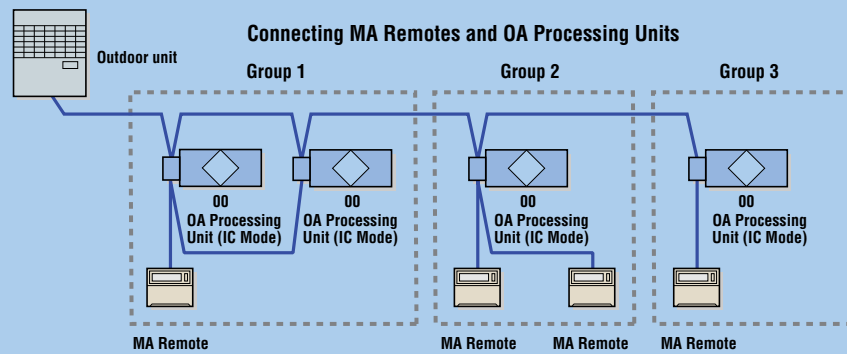 Connecting MA Remotes and OA Processing Units
Outdoor unit
Group 1
Group 2
Group 3
00
OA Processing
Unit (IC Mode)
00
OA Processing
Unit (IC Mode)
00
OA Processing
Unit (IC Mode)
00
OA Processing
Unit (IC Mode)
MA Remote
MA Remote
MA Remote
MA Remote